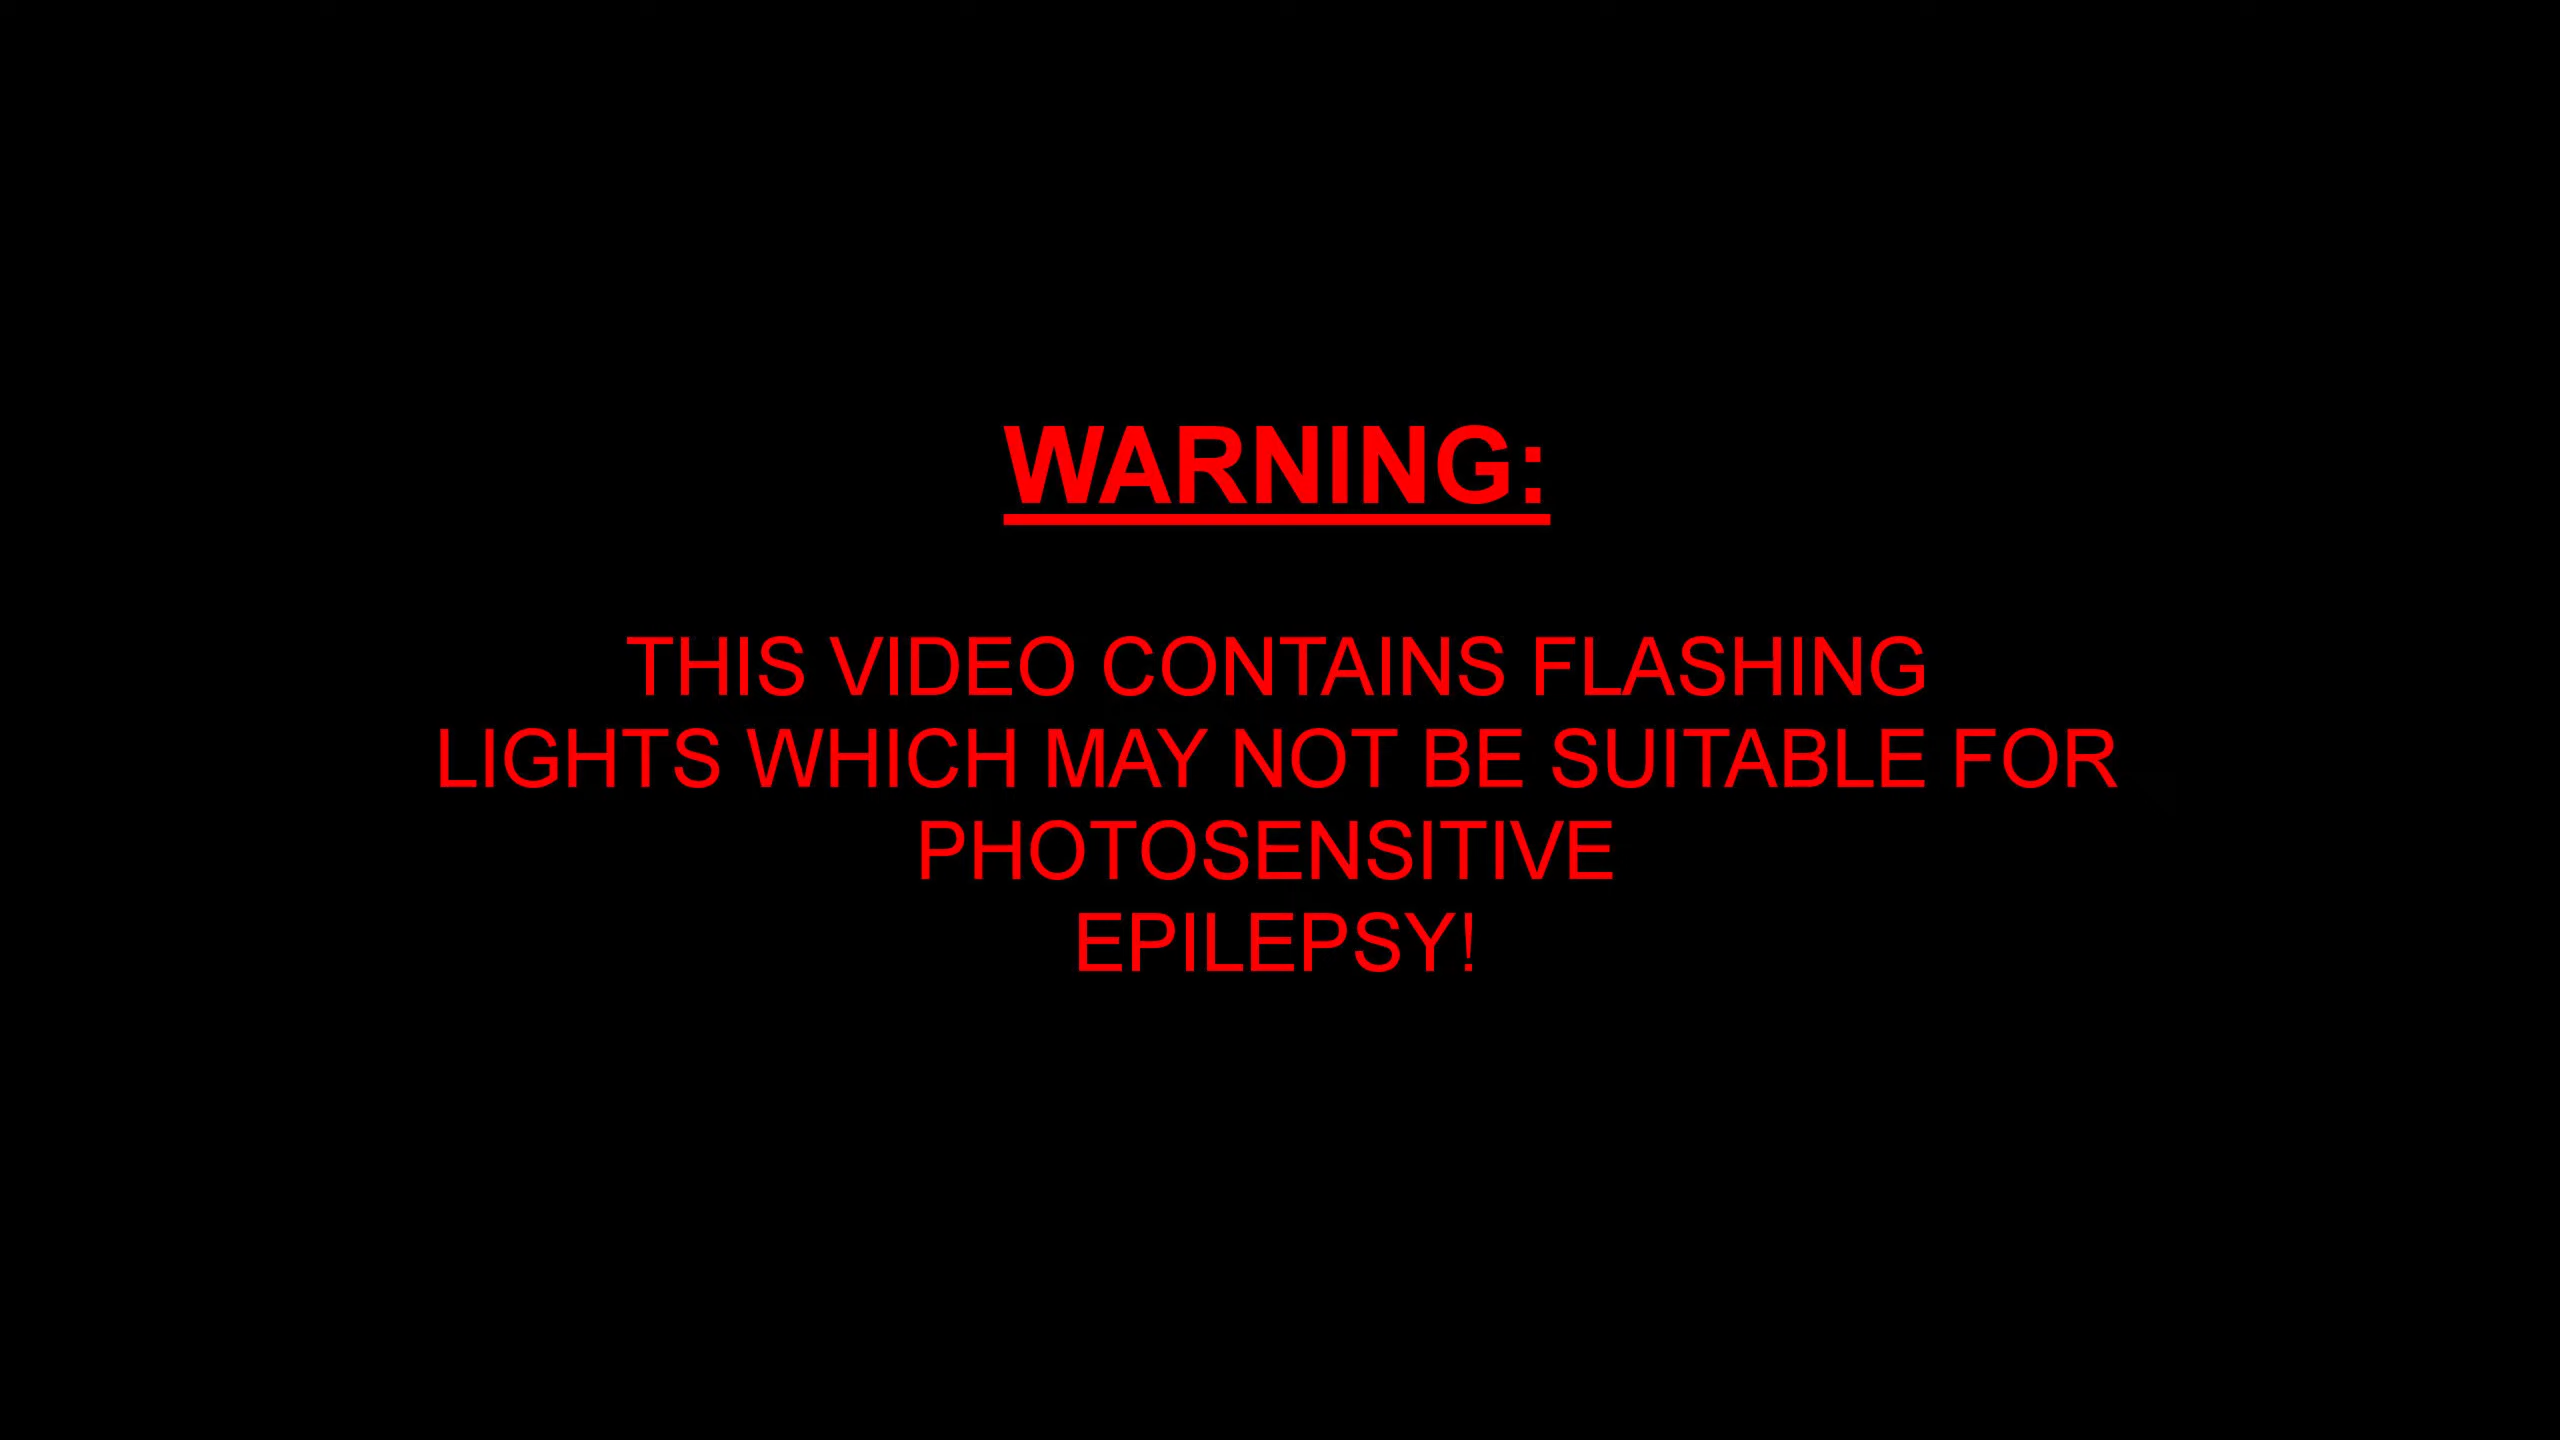 WARNING:
THIS VIDEO CONTAINS FLASHING
LIGHTS WHICH MAY NOT BE SUITABLE FOR
PHOTOSENSITIVE
EPILEPSY!